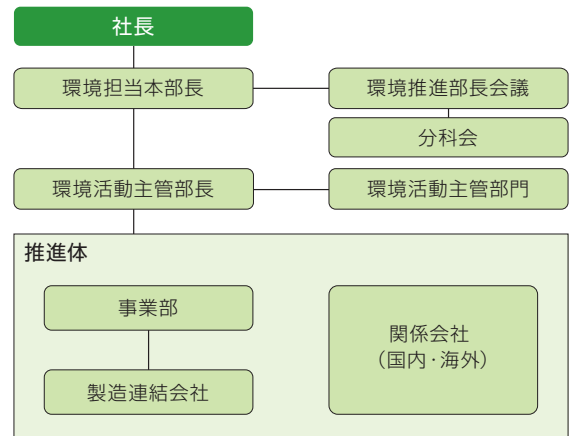 社長
環境担当本部長
環境推進部長会議
分科会
環境活動主管部長
環境活動主管部門
推進体
事業部
製造連結会社
関係会社
（国内・海外）